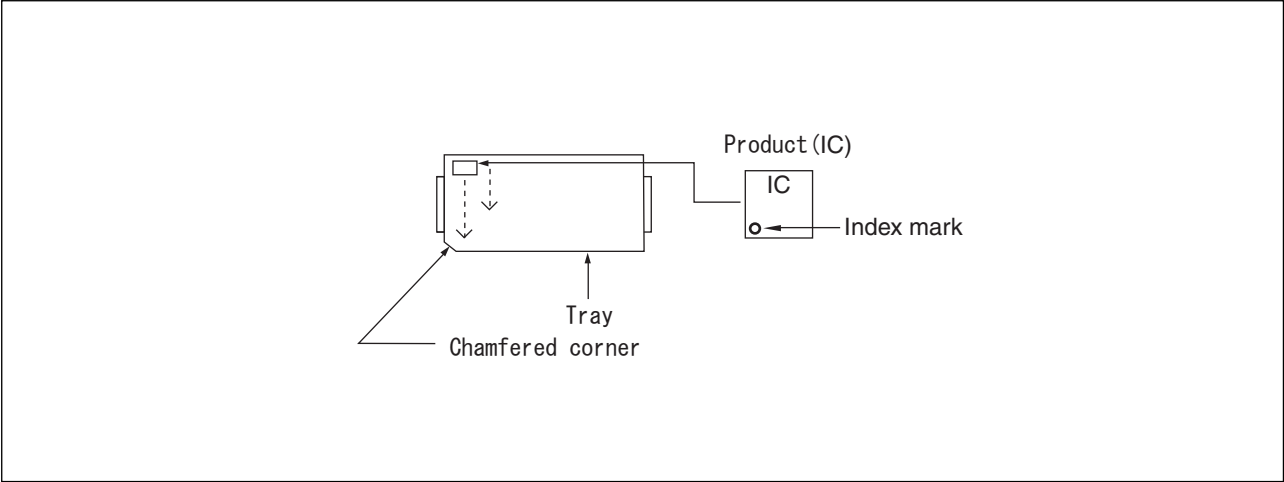 Product(IC)
IC
Index mark
Tray
Chamfered corner